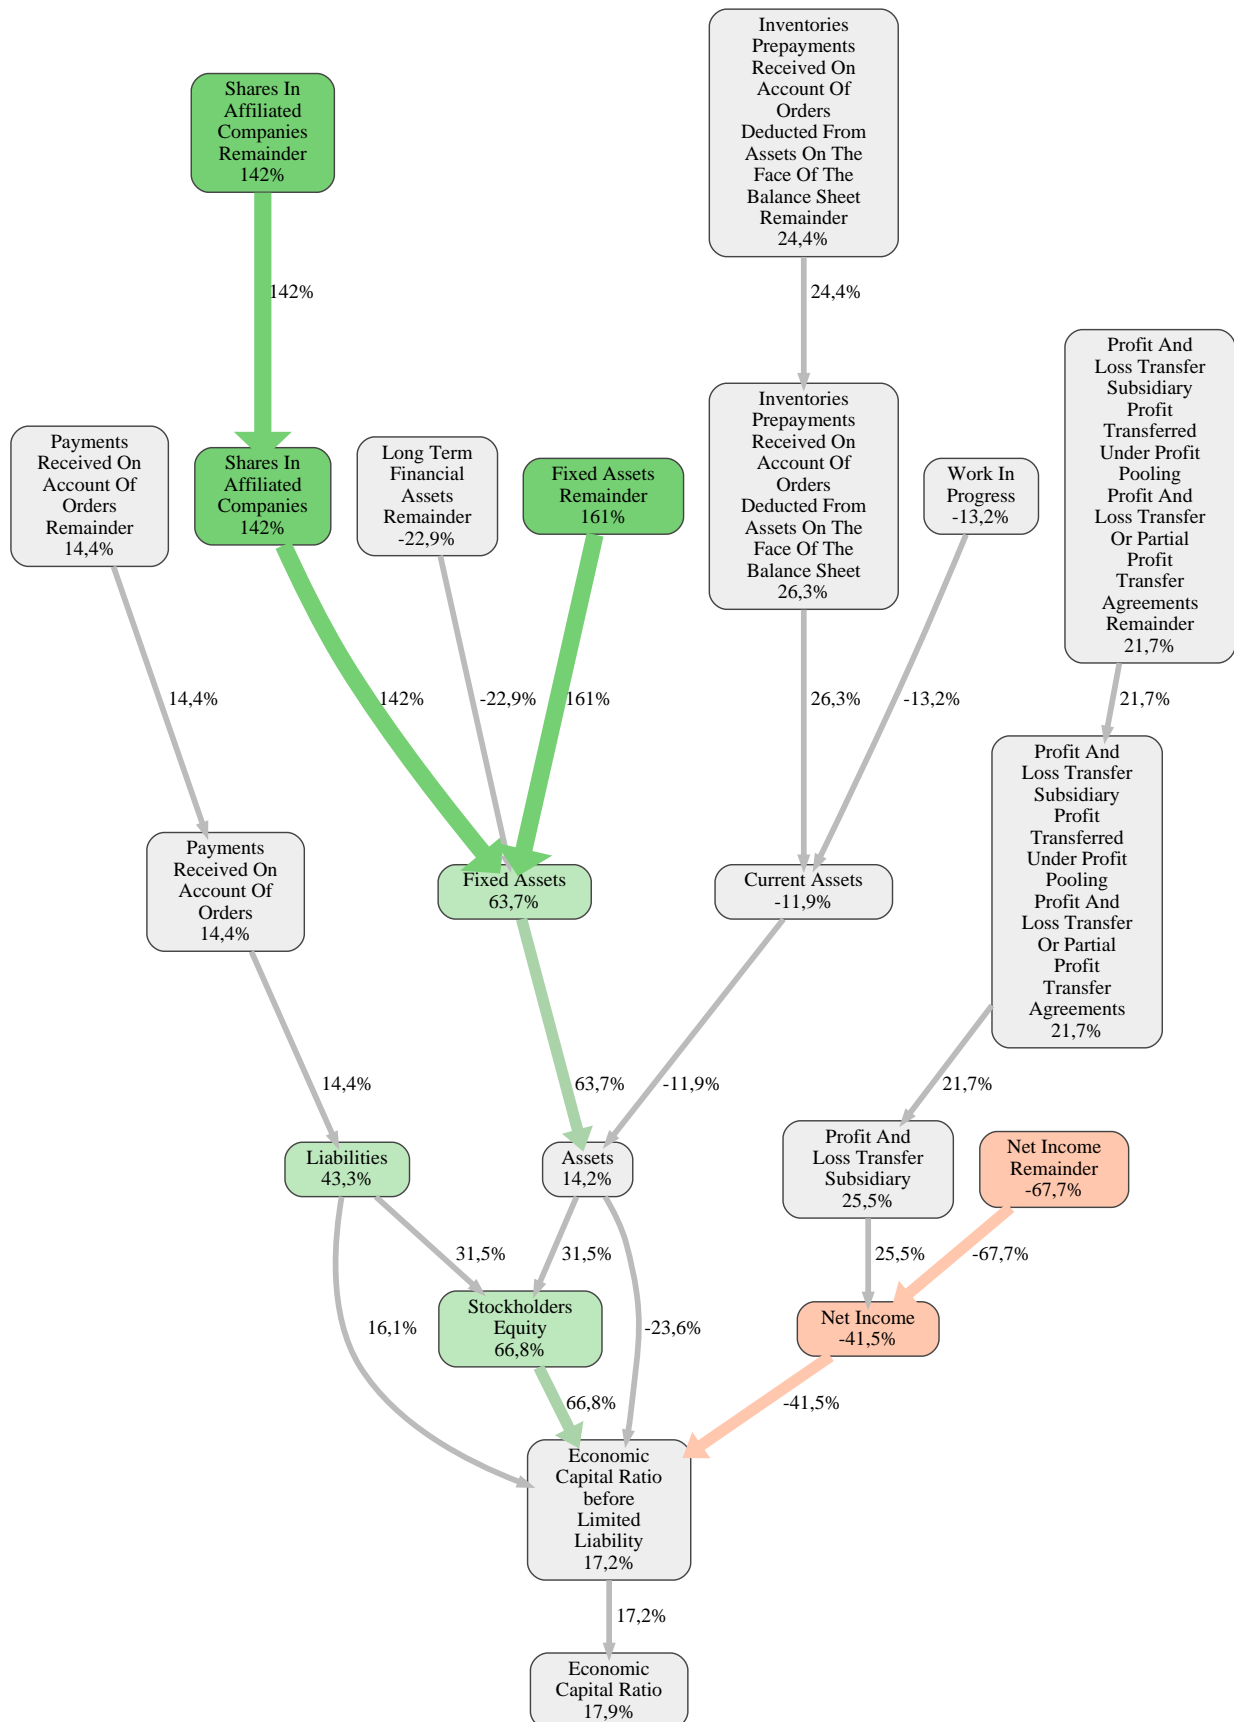 Inventories
Prepayments
Received On
Account Of
Orders
Deducted From
Assets On The
Face Of The
Balance Sheet
Remainder
24,4%
Shares In
Affiliated
Companies
Remainder
142%
142%
24,4%
Profit And
Loss Transfer
Subsidiary
Profit
Transferred
Under Profit
Pooling
Profit And
Loss Transfer
Or Partial
Profit
Transfer
Agreements
Remainder
21,7%
Payments
Received On
Account Of
Orders
Remainder
14,4%
Shares In
Affiliated
Companies
142%
Long Term
Financial
Assets
Remainder
-22,9%
Fixed Assets
Remainder
161%
Inventories
Prepayments
Received On
Account Of
Orders
Deducted From
Assets On The
Face Of The
Balance Sheet
26,3%
Work In
Progress
-13,2%
14,4%
142%
-22,9%
161%
26,3%
-13,2%
21,7%
Profit And
Loss Transfer
Subsidiary
Profit
Transferred
Under Profit
Pooling
Profit And
Loss Transfer
Or Partial
Profit
Transfer
Agreements
21,7%
Payments
Received On
Account Of
Orders
14,4%
Fixed Assets
63,7%
Current Assets
-11,9%
14,4%
63,7%
-11,9%
21,7%
Liabilities
43,3%
Assets
14,2%
Profit And
Loss Transfer
Subsidiary
25,5%
Net Income
Remainder
-67,7%
31,5%
31,5%
25,5%
-67,7%
16,1%
Stockholders
Equity
66,8%
-23,6%
Net Income
-41,5%
66,8%
-41,5%
Economic
Capital Ratio
before
Limited
Liability
17,2%
17,2%
Economic
Capital Ratio
17,9%